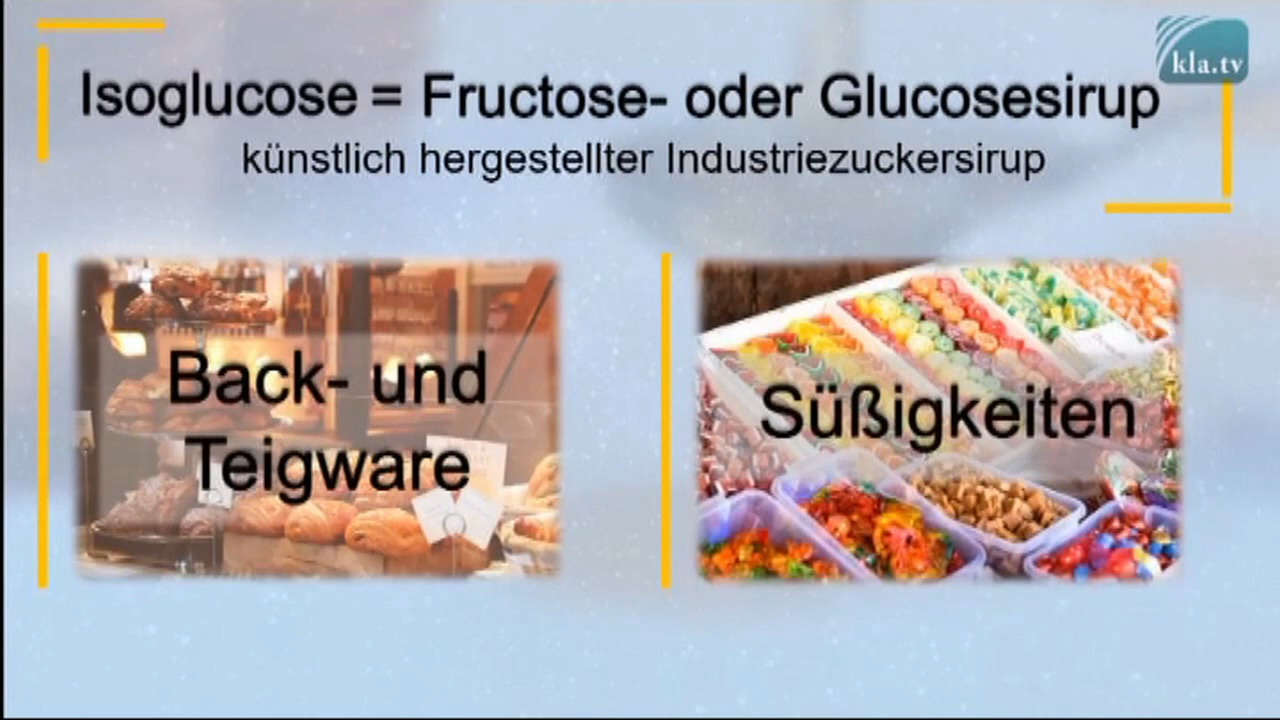 kla.tv
Isoglucose = Fructose- oder Glucosesirup
künstlich hergestellter Industriezuckersirup
Back- und
Teigware
Süßigkeiten